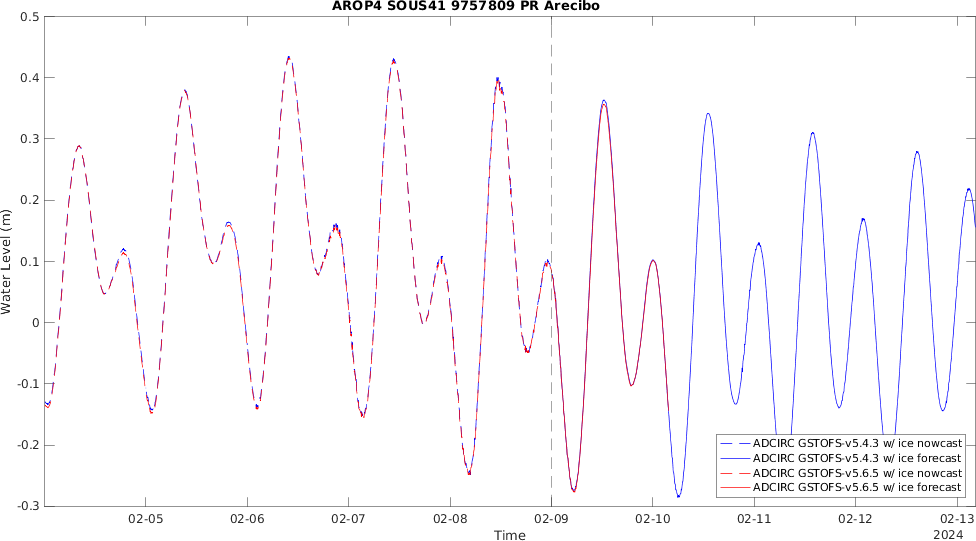 AROP4 SOUS41 9757809 PR Arecibo
0.5
0.4
0.3
0.2
0.1
0
-0.1
-0.2
-0.3
Water Level (m)
02-05
02-06
02-07
02-08
02-09
02-10
02-11
02-12
02-13
Time
2024
ADCIRC GSTOFS-v5.4.3 w/ ice nowcast
ADCIRC GSTOFS-v5.4.3 w/ ice forecast
ADCIRC GSTOFS-v5.6.5 w/ ice nowcast
ADCIRC GSTOFS-v5.6.5 w/ ice forecast